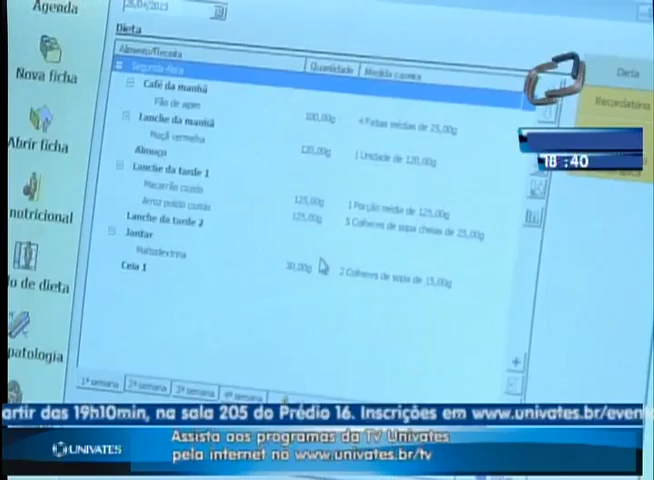 Agenda
Dieta
Alimento/Receita
Quantidade
Medida caseira
Dieta
Nova ficha
Segunda-feira
Café da manhã
Pão de
Recordatório
Lanche da manhã
100,00g
4 Fatias médias de 25,00g
Maçã vermelha
Abrir ficha
Almoço
120,00g
1 Unidade de 120,00g
18:40
Lanche da tarde 1
Macarrão cozido
125,00g
1 Porção média de 125,00g
Arroz cozido
nutricional
Lanche da tarde 2
125,00g
5 Colheres de sopa cheias de 25,00g
Jantar
Maltodextrina
Ceia 1
30,00g
2 Colheres de sopa de 15,00g
o de dieta
patologia
1ª semana
2ª semana
3ª semana
4ª semana
artir das 19h10min, na sala 205 do Prédio 16. Inscrições em www.univates.br/even
UNIVATES
Assista aos programas da TV Univates
pela internet no www.univates.br/tv